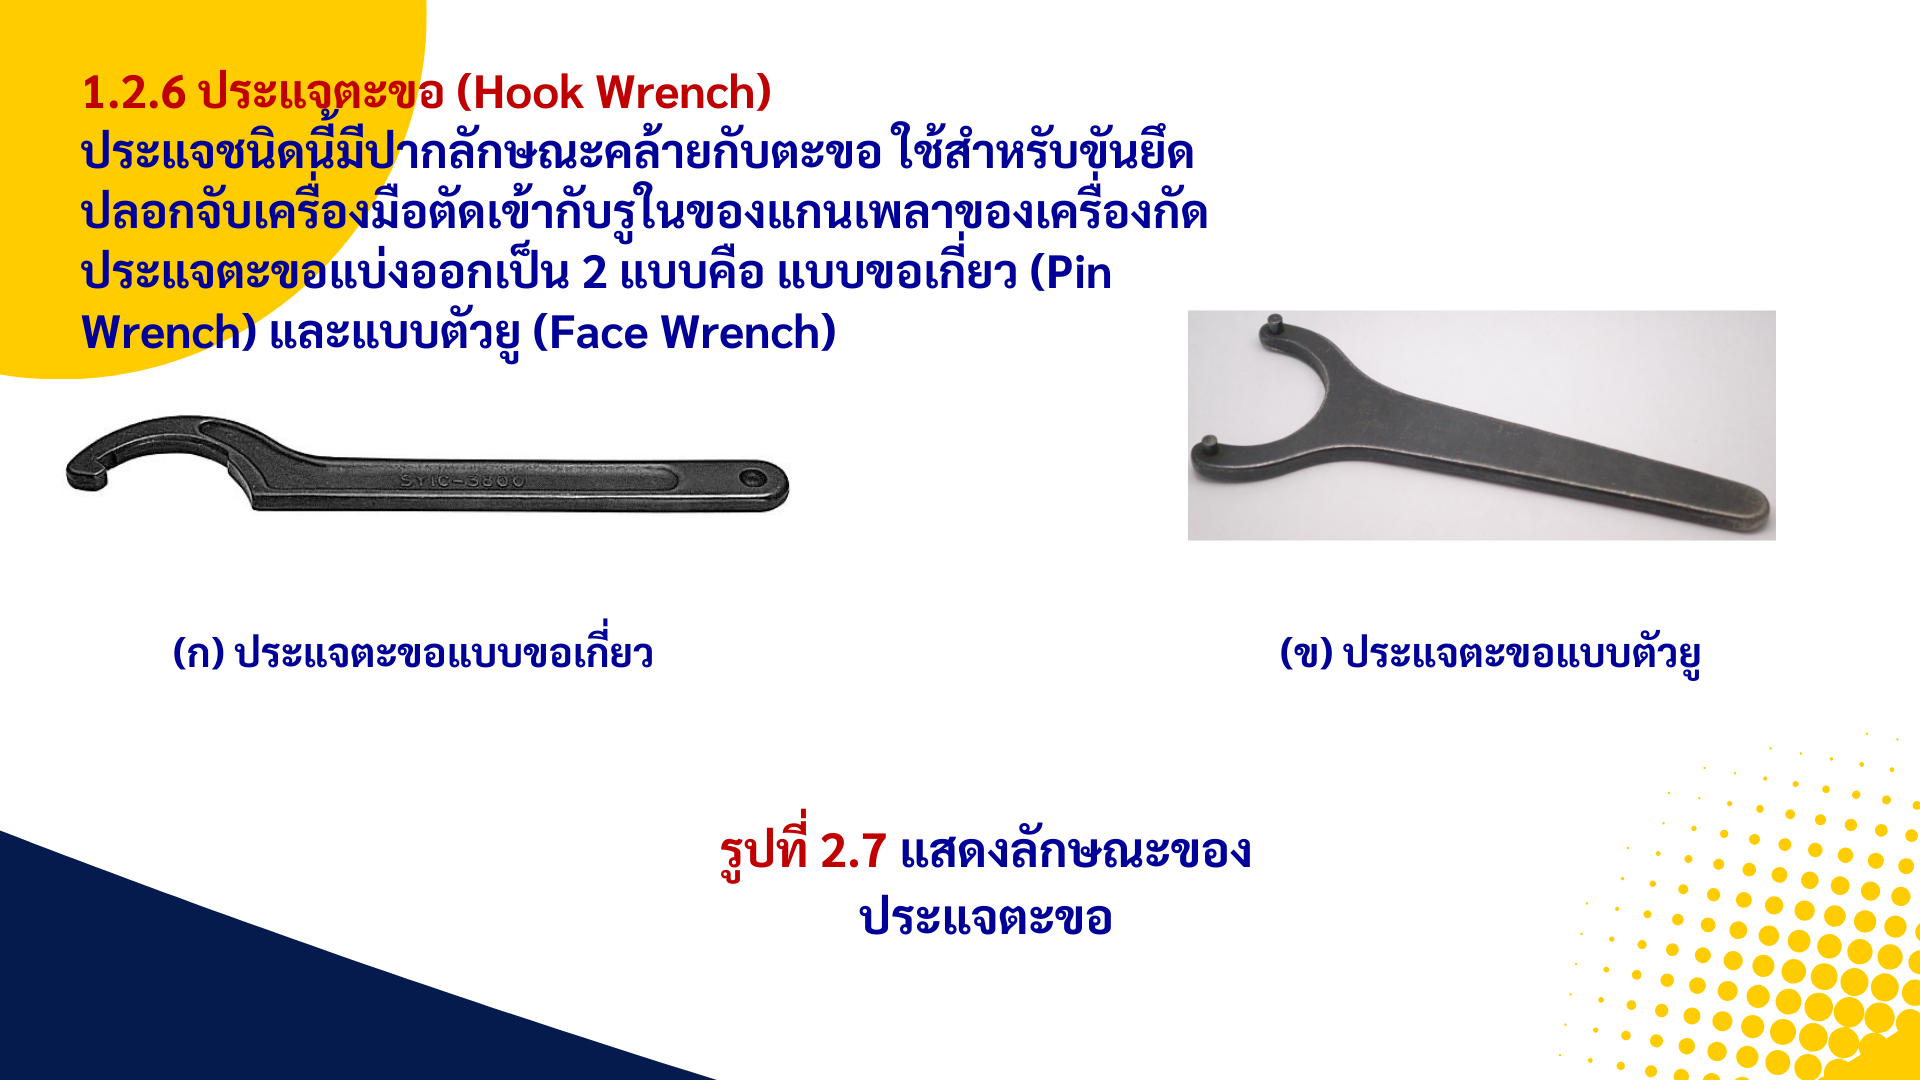 1.2.6 ประแจตะขอ (Hook Wrench)
ประแจชนิดนี้มีปากลักษณะคล้ายกับตะขอ ใช้สำหรับขันยึด
ปลอกจับเครื่องมือตัดเข้ากับรูในของแกนเพลาของเครื่องกัด
ประแจตะขอแบ่งออกเป็น 2 แบบคือ แบบขอเกี่ยว (Pin
Wrench) และแบบตัวยู (Face Wrench)
SYIC-3800
(ก) ประแจตะขอแบบขอเกี่ยว
(ข) ประแจตะขอแบบตัวยู
รูปที่ 2.7 แสดงลักษณะของ
ประแจตะขอ